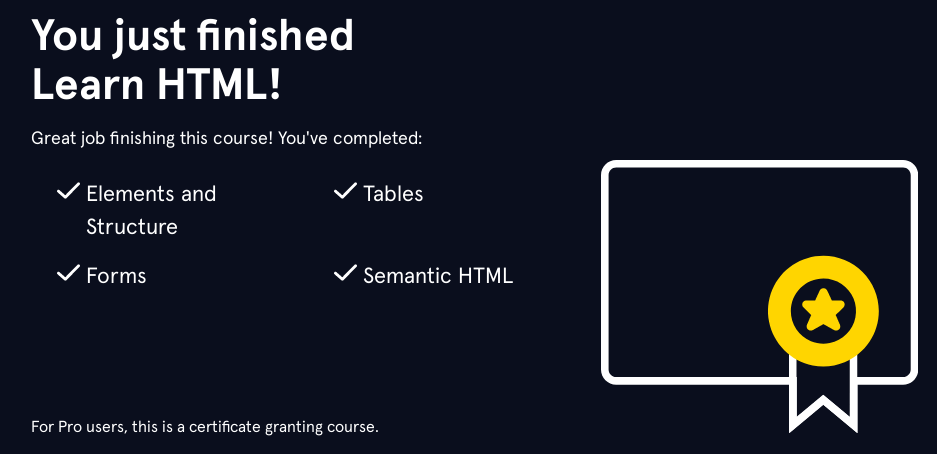 You just finished
Learn HTML!
Great job finishing this course! You've completed:
Elements and
Structure
Tables
Forms
Semantic HTML
For Pro users, this is a certificate granting course.